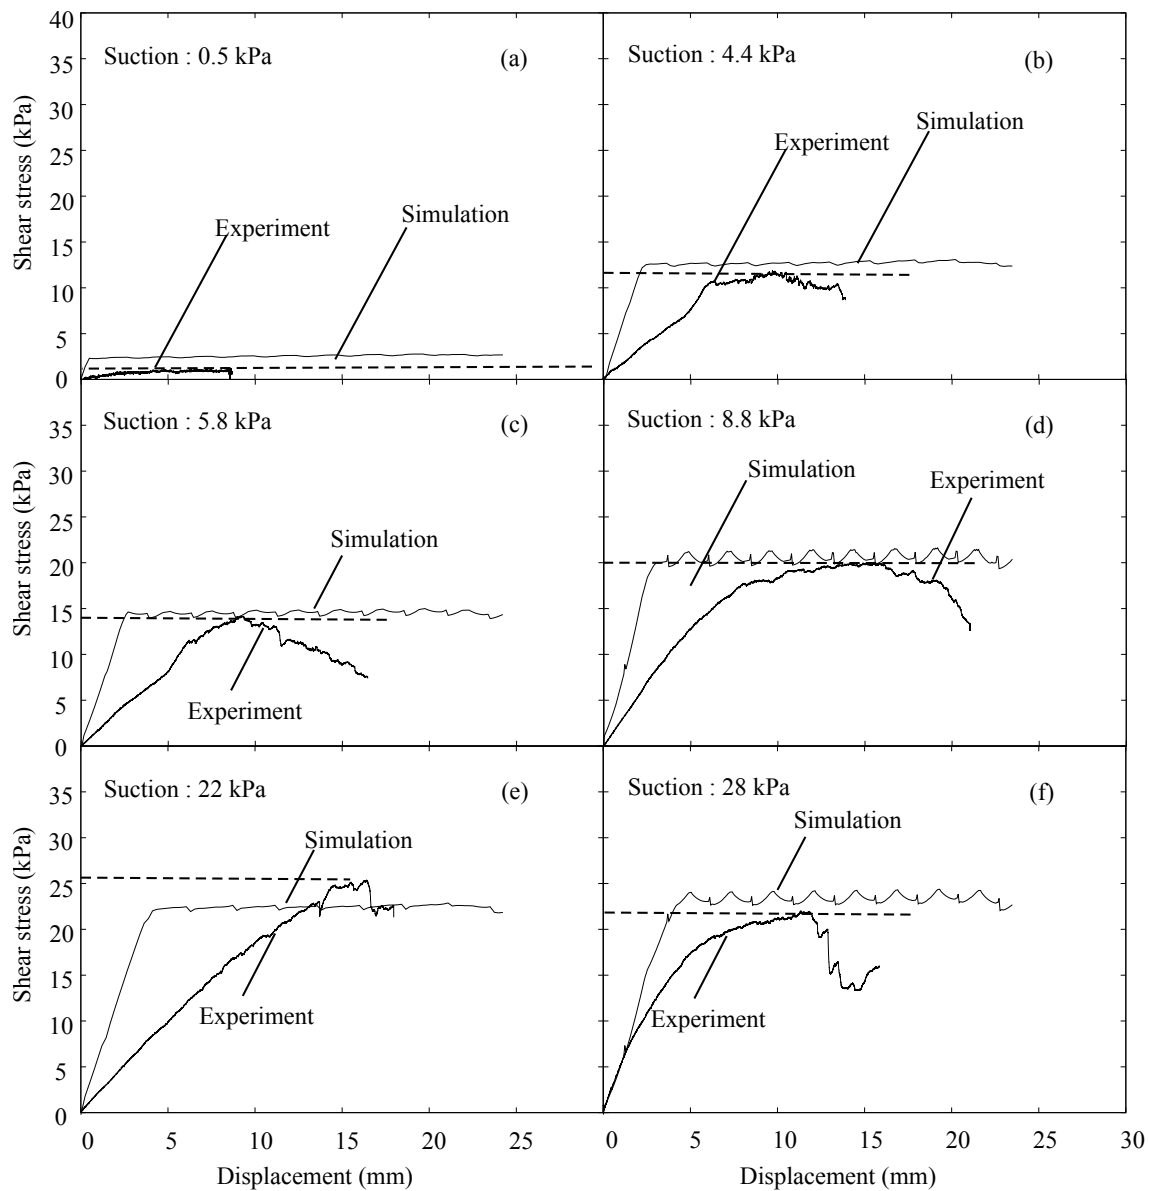 40
35
30
25
20
15
10
5
0
Shear stress (kPa)
Suction : 0.5 kPa
(a)
Experiment
Simulation
Suction : 4.4 kPa
(b)
Experiment
Simulation
35
30
25
20
15
10
5
0
Shear stress (kPa)
Suction : 5.8 kPa
(c)
Simulation
Experiment
Suction : 8.8 kPa
(d)
Simulation
Experiment
35
30
25
20
15
10
5
0
Shear stress (kPa)
Suction : 22 kPa
(e)
Simulation
Experiment
Suction : 28 kPa
(f)
Simulation
Experiment
0 5 10 15 20 25
0 5 10 15 20 25 30
Displacement (mm)
Displacement (mm)